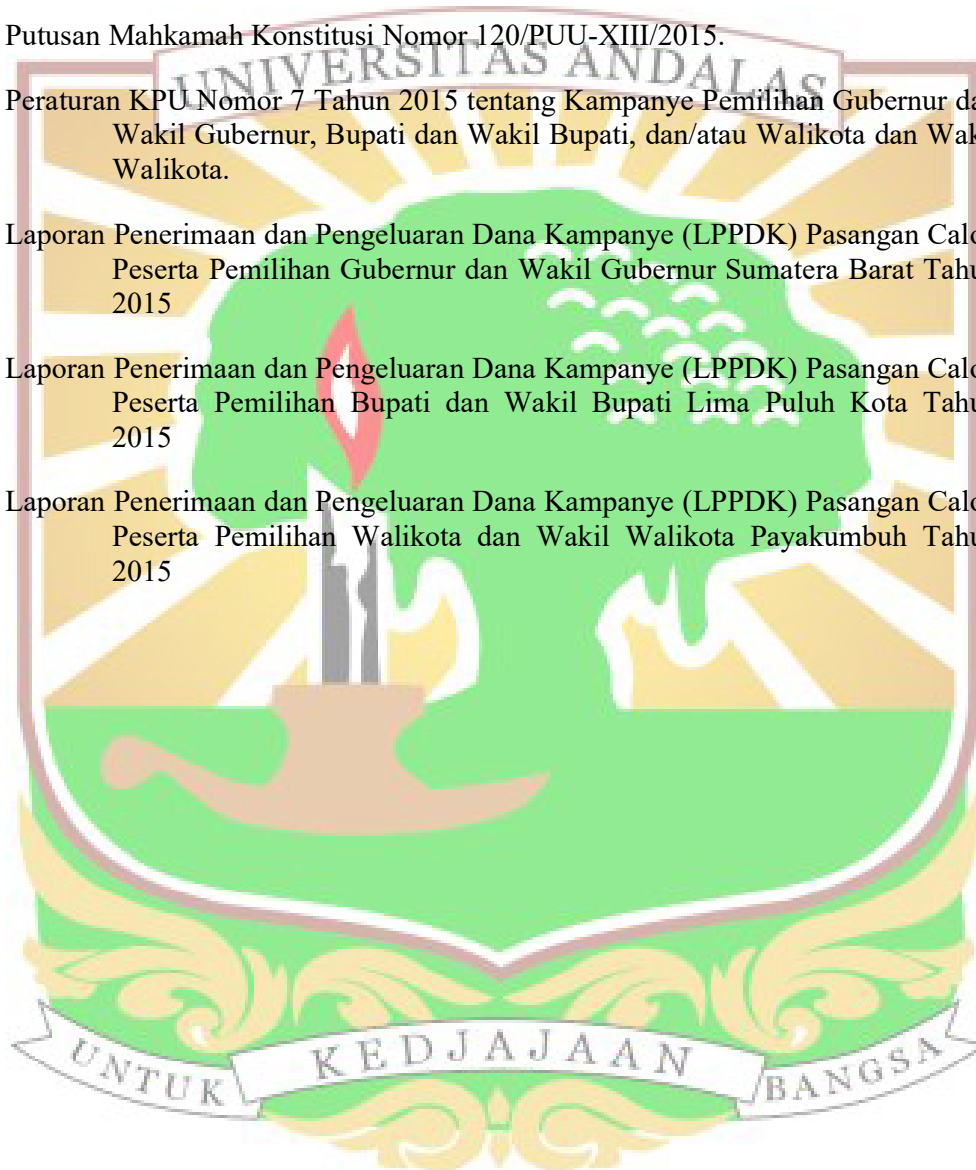 Putusan Mahkamah Konstitusi Nomor 120/PUU-XIII/2015.
UNIVERSITAS ANDALAS
Peraturan KPU Nomor 7 Tahun 2015 tentang Kampanye Pemilihan Gubernur da
Wakil Gubernur, Bupati dan Wakil Bupati, dan/atau Walikota dan Wak
Walikota.
Laporan Penerimaan dan Pengeluaran Dana Kampanye (LPPDK) Pasangan Calo
Peserta Pemilihan Gubernur dan Wakil Gubernur Sumatera Barat Tahu
2015
Laporan Penerimaan dan Pengeluaran Dana Kampanye (LPPDK) Pasangan Calo
Peserta Pemilihan Bupati dan Wakil Bupati Lima Puluh Kota Tahu
2015
Laporan Penerimaan dan Pengeluaran Dana Kampanye (LPPDK) Pasangan Calo
Peserta Pemilihan Walikota dan Wakil Walikota Payakumbuh Tahu
2015
UNTUK KEDJAJAAN BANGSA